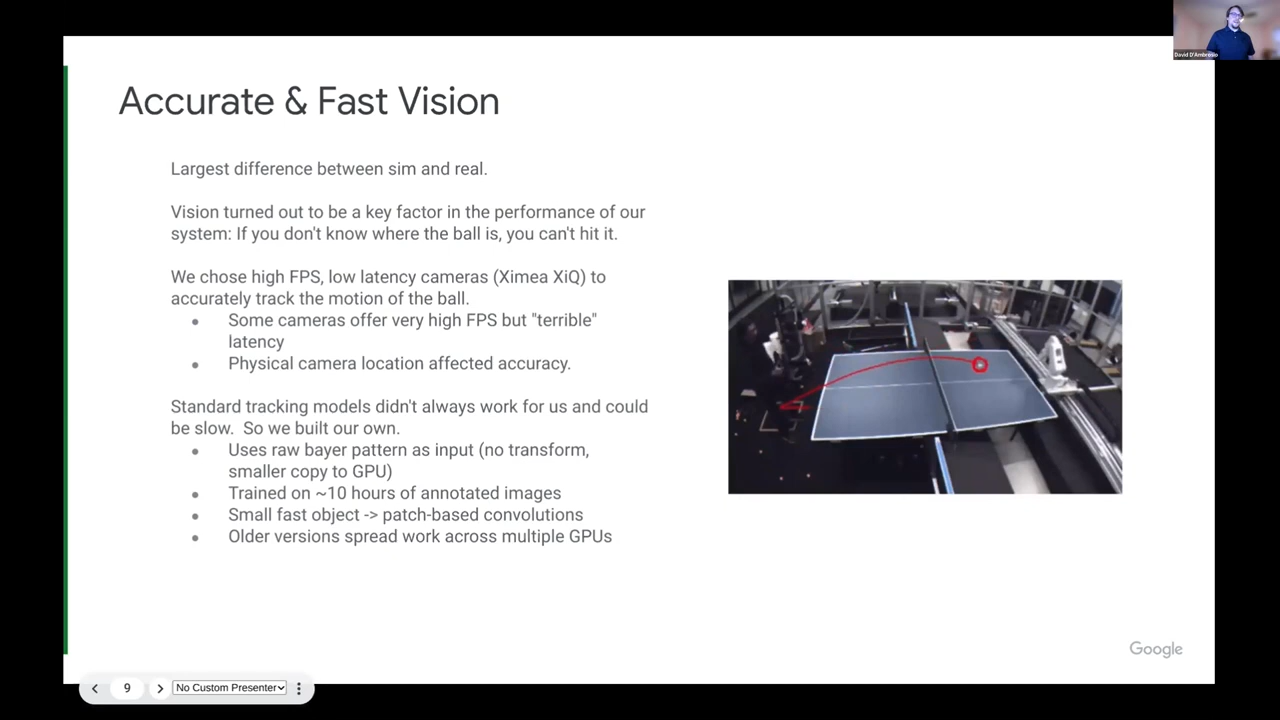 David D'Ambrosio
Accurate & Fast Vision
Largest difference between sim and real.
Vision turned out to be a key factor in the performance of our
system: If you don't know where the ball is, you can't hit it.
We chose high FPS, low latency cameras (Ximea XiQ) to
accurately track the motion of the ball.
● Some cameras offer very high FPS but "terrible"
latency
● Physical camera location affected accuracy.
Standard tracking models didn't always work for us and could
be slow.  So we built our own.
● Uses raw bayer pattern as input (no transform,
smaller copy to GPU)
● Trained on ~10 hours of annotated images
● Small fast object -> patch-based convolutions
● Older versions spread work across multiple GPUs
Google
9
No Custom Presenter